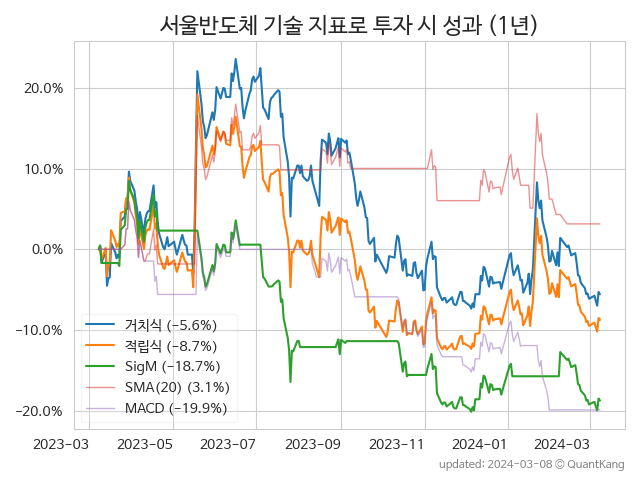 서울반도체 기술 지표로 투자 시 성과 (1년)
20.0%
10.0%
0.0%
−10.0%
−20.0%
거치식 (−5.6%)
적립식 (−8.7%)
SigM (−18.7%)
SMA(20) (3.1%)
MACD (−19.9%)
2023−03 2023−05 2023−07 2023−09 2023−11 2024−01 2024−03
updated: 2024−03−08 ⓒ QuantKang